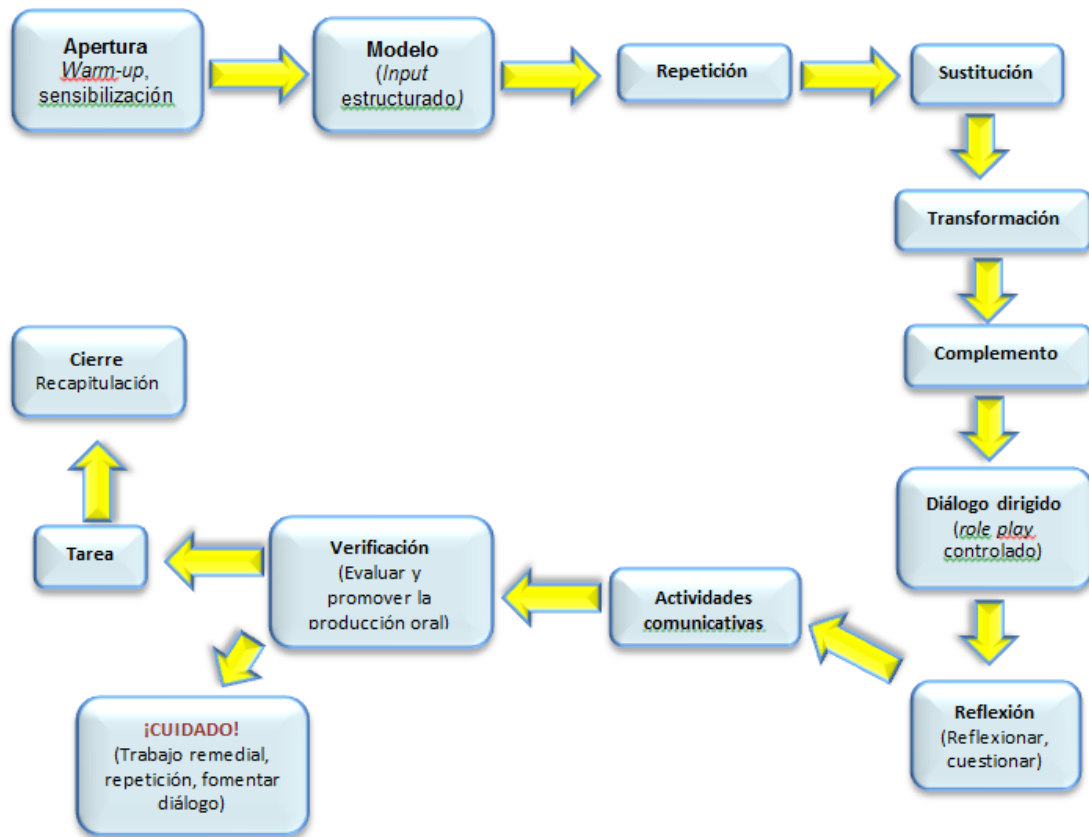 Apertura
Warm-up,
sensibilización
Modelo
(Input
estructurado)
Repetición
Sustitución
Transformación
Complemento
Diálogo dirigido
(role play
controlado)
Reflexión
(Reflexionar,
cuestionar)
Actividades
comunicativas
Verificación
(Evaluar y
promover la
producción oral)
¡CUIDADO!
(Trabajo remedial,
repetición, fomentar
diálogo)
Tarea
Cierre
Recapitulación